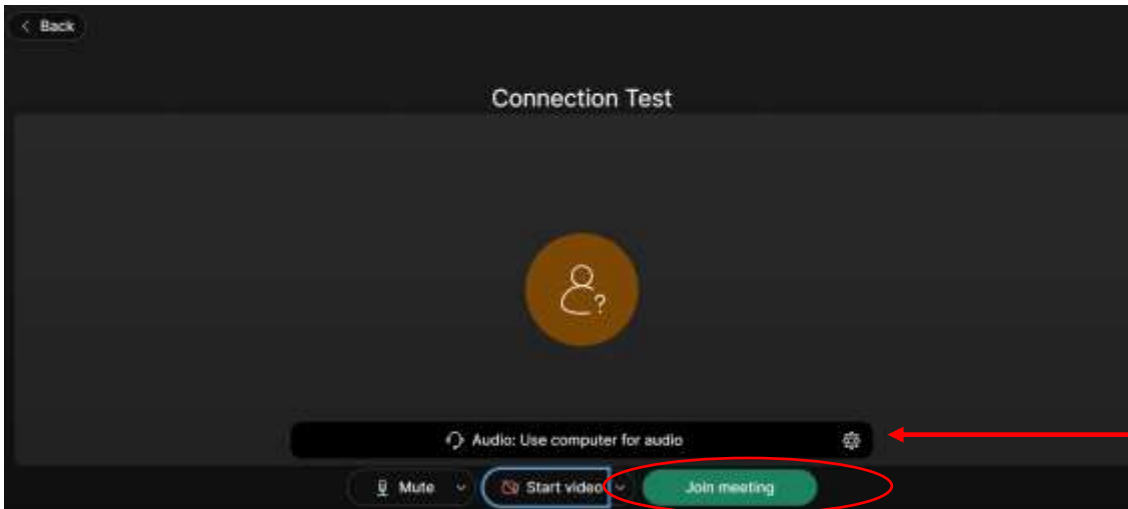 Back
Connection Test
?
Audio: Use computer for audio
Mute
Start video
Join meeting